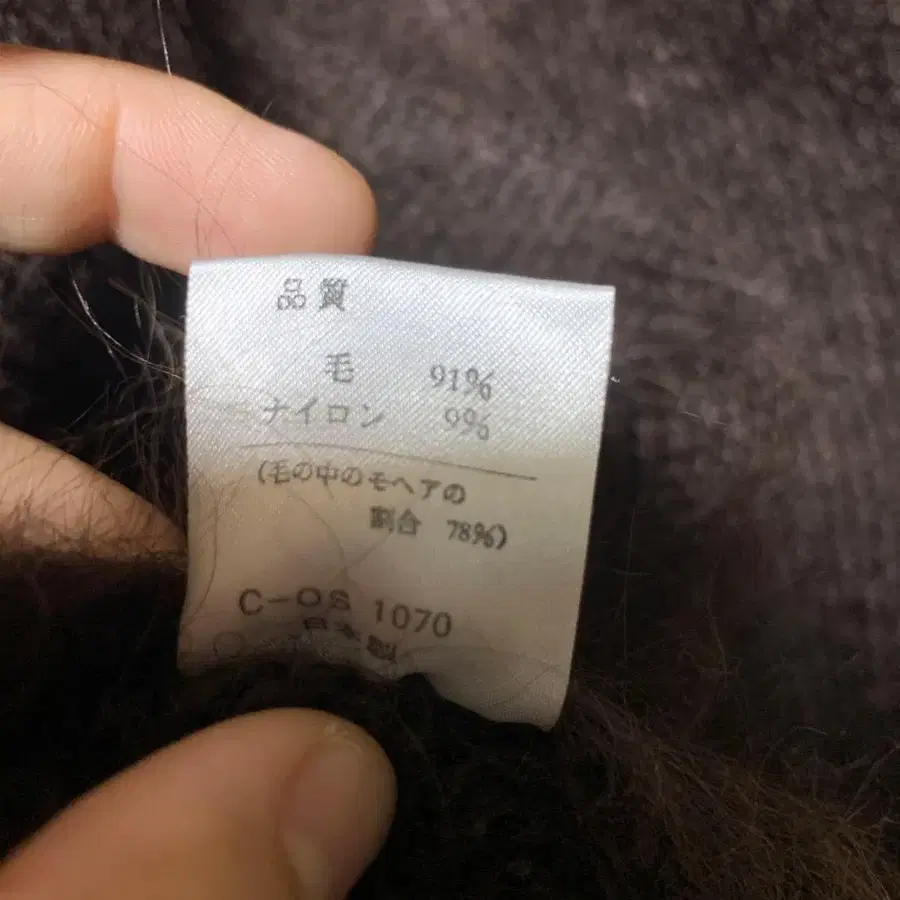 品質
毛 91%
ナイロン 9%
(毛の中のモヘアの
割合 78%)
C-OS 1070
日本製